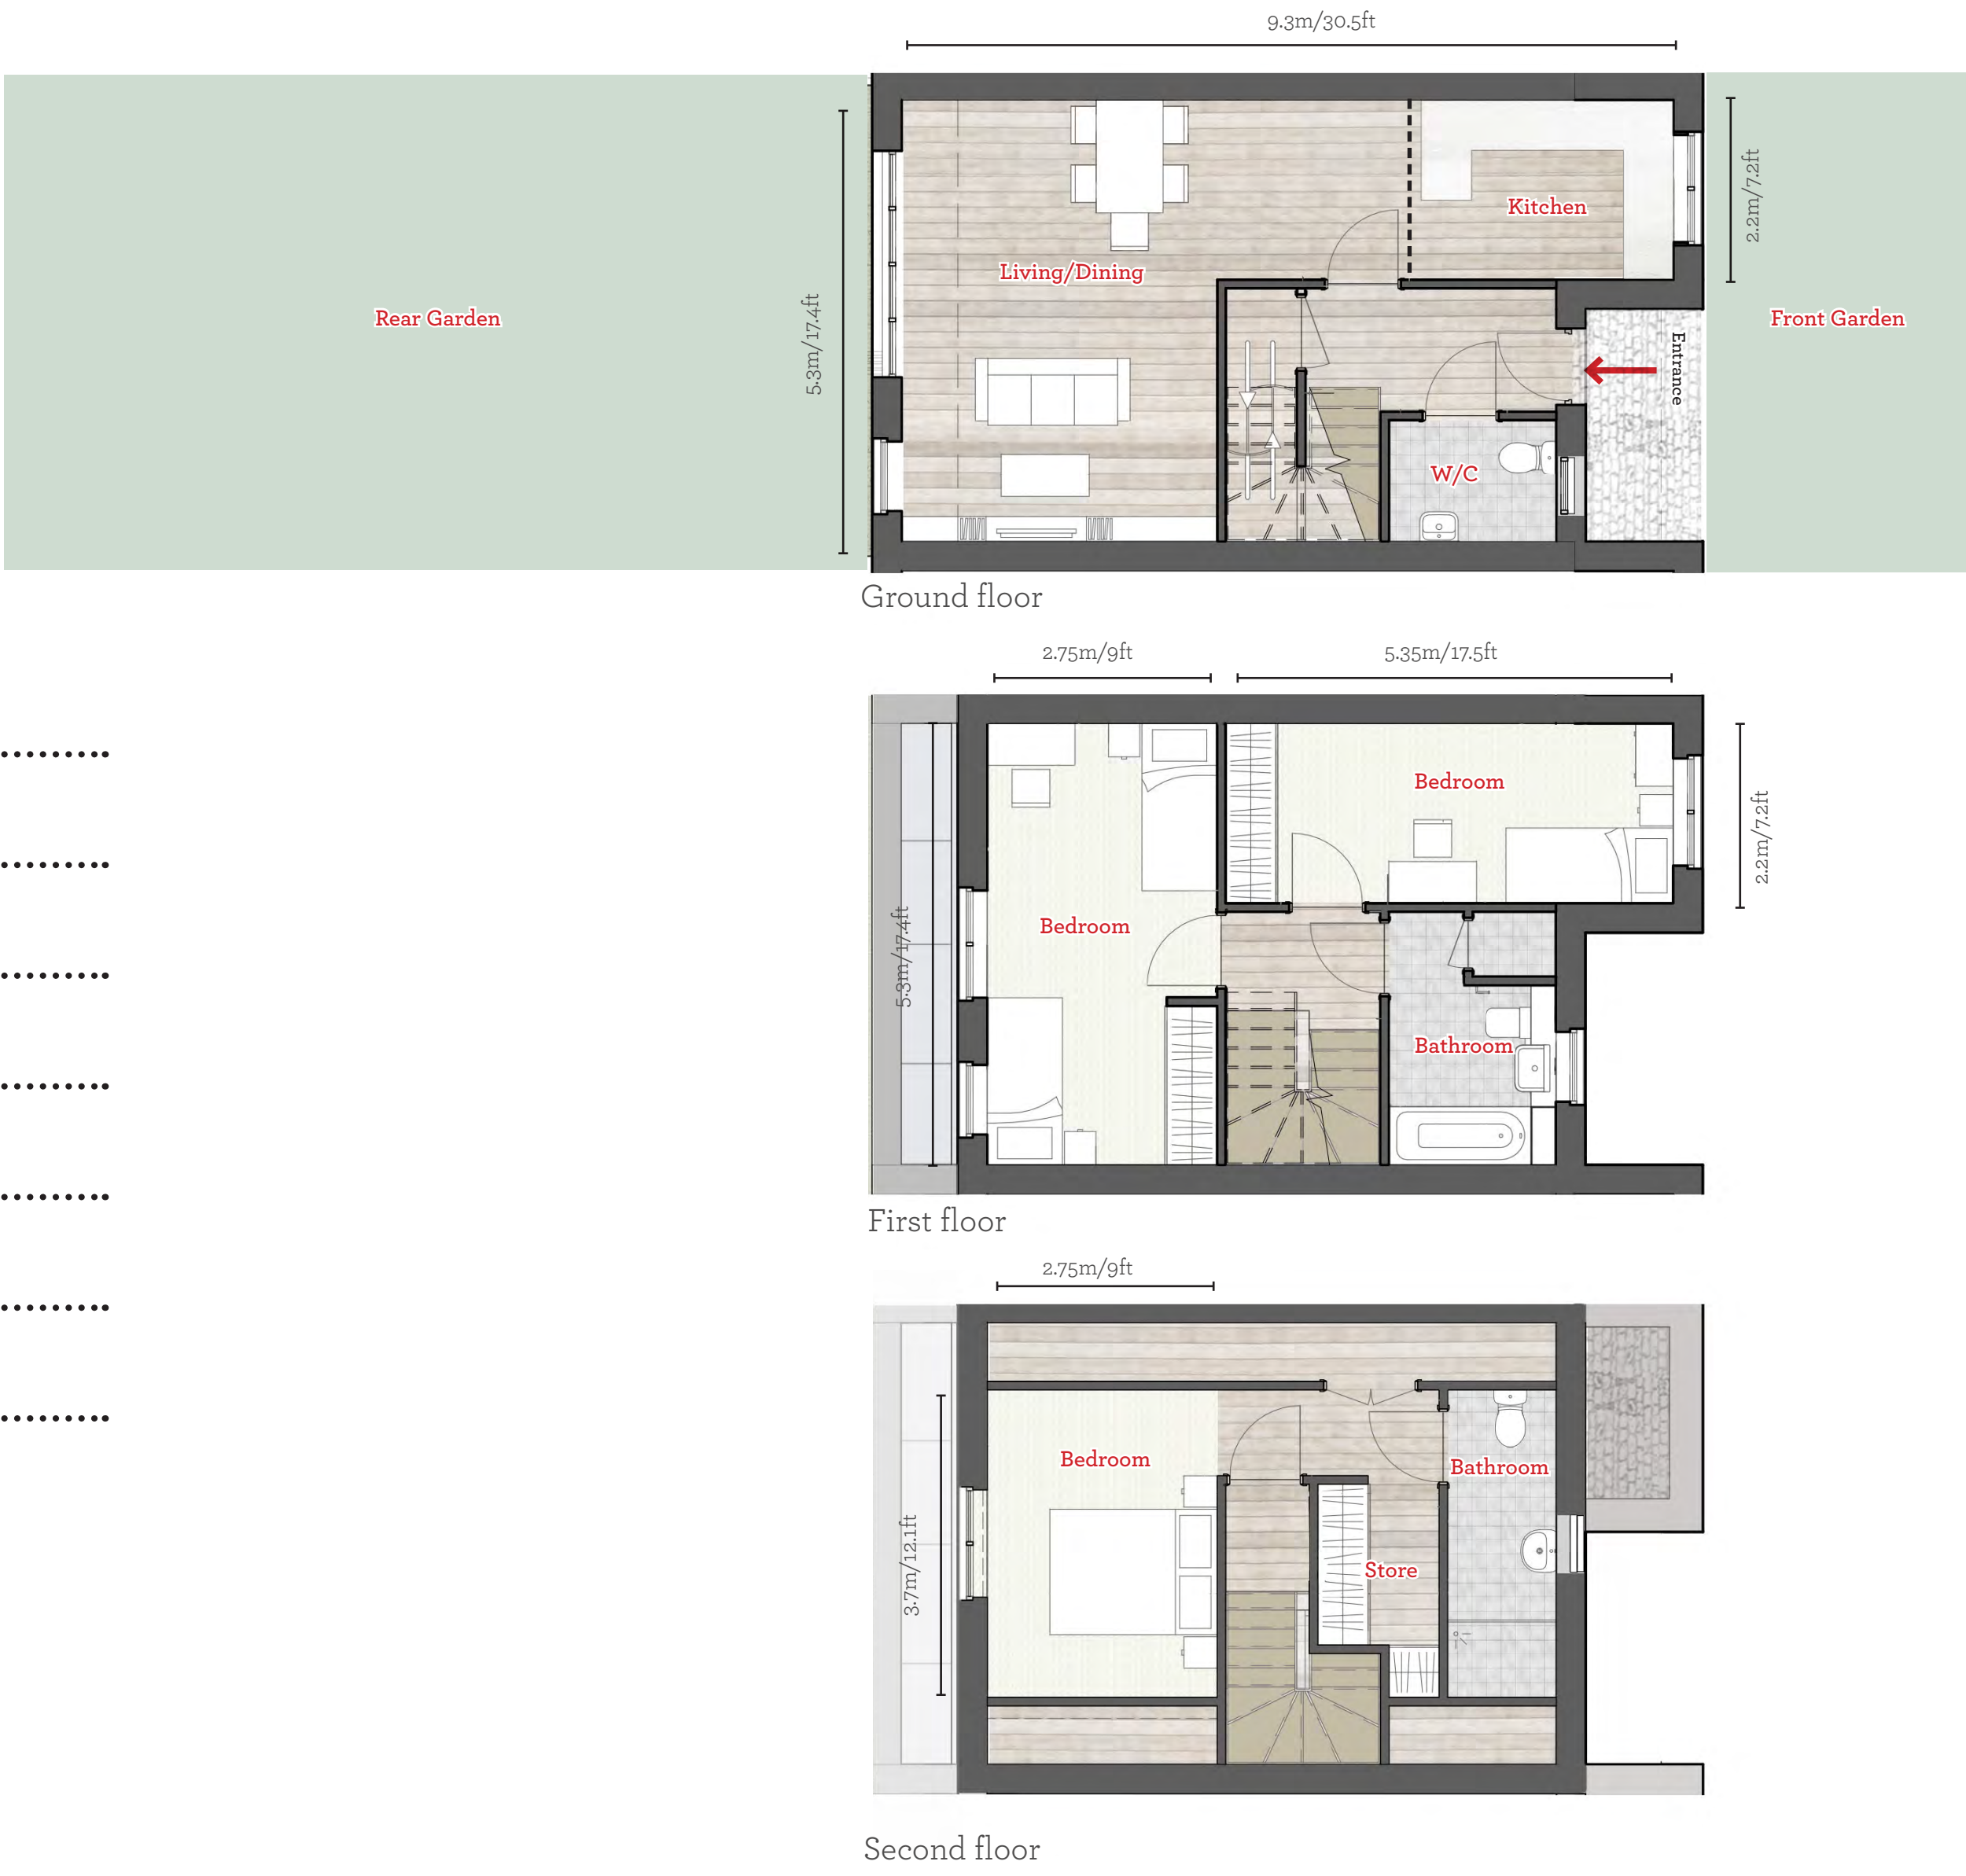 9.3m/30.5ft
2.2m/7.2ft
Kitchen
Living/Dining
Rear Garden
Front Garden
5.3m/17.4ft
Entrance
W/C
Ground floor
2.75m/9ft
5.35m/17.5ft
Bedroom
2.2m/7.2ft
Bedroom
5.3m/17.4ft
Bathroom
First floor
2.75m/9ft
Bedroom
Bathroom
3.7m/12.1ft
Store
Second floor